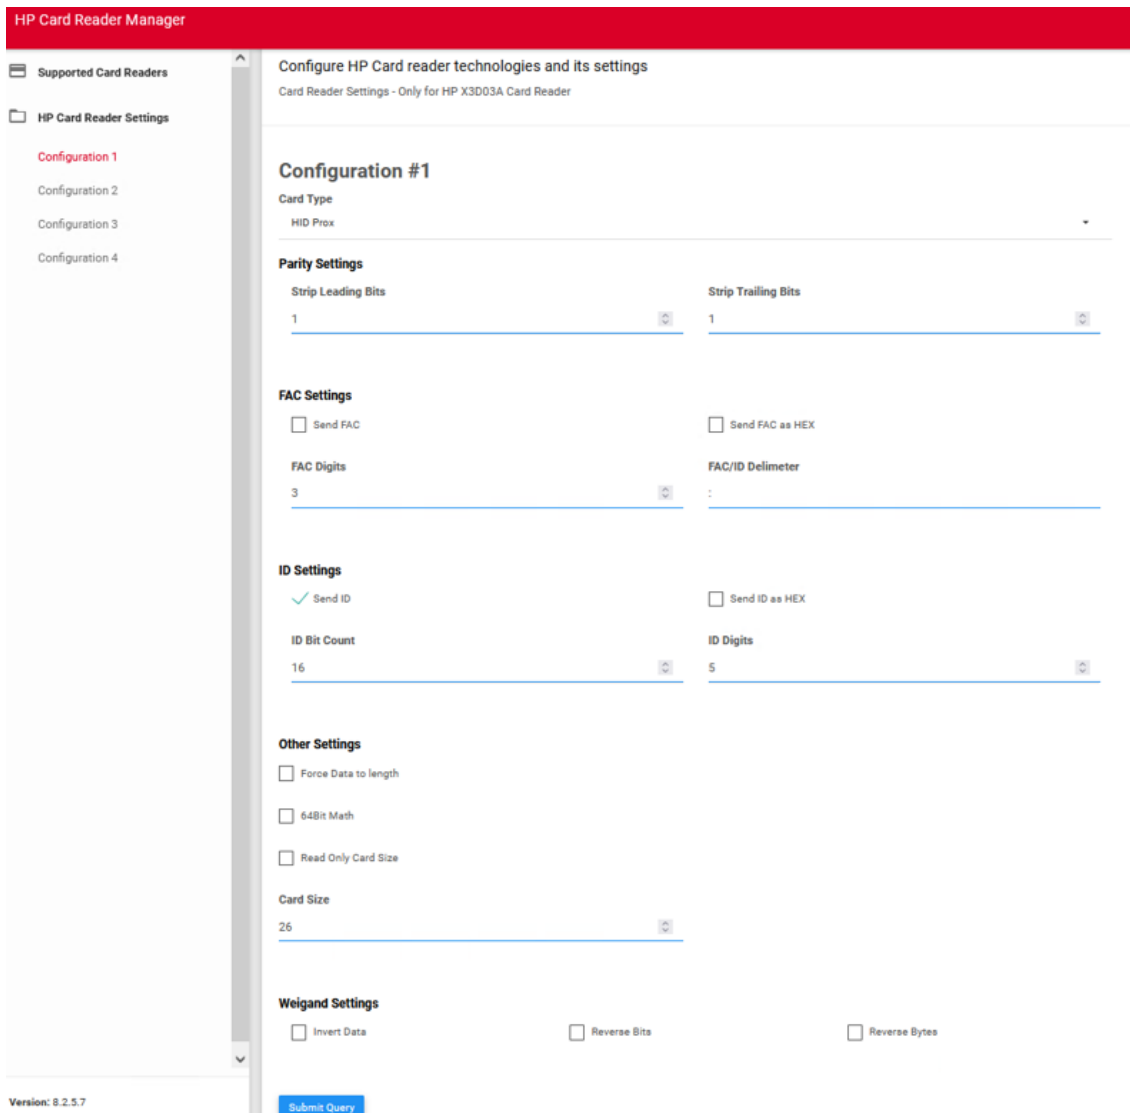 HP Card Reader Manager
Supported Card Readers
HP Card Reader Settings
Configuration 1
Configuration 2
Configuration 3
Configuration 4
Version: 8.2.5.7
Configure HP Card reader technologies and its settings
Card Reader Settings - Only for HP X3D03A Card Reader
Configuration #1
Card Type
HID Prox
Parity Settings
Strip Leading Bits Strip Trailing Bits
1 1
FAC Settings
Send FAC Send FAC as HEX
FAC Digits FAC/ID Delimeter
3 :
ID Settings
Send ID Send ID as HEX
ID Bit Count ID Digits
16 5
Other Settings
Force Data to length
64Bit Math
Read Only Card Size
Card Size
26
Weigand Settings
Invert Data Reverse Bits Reverse Bytes
Submit Query